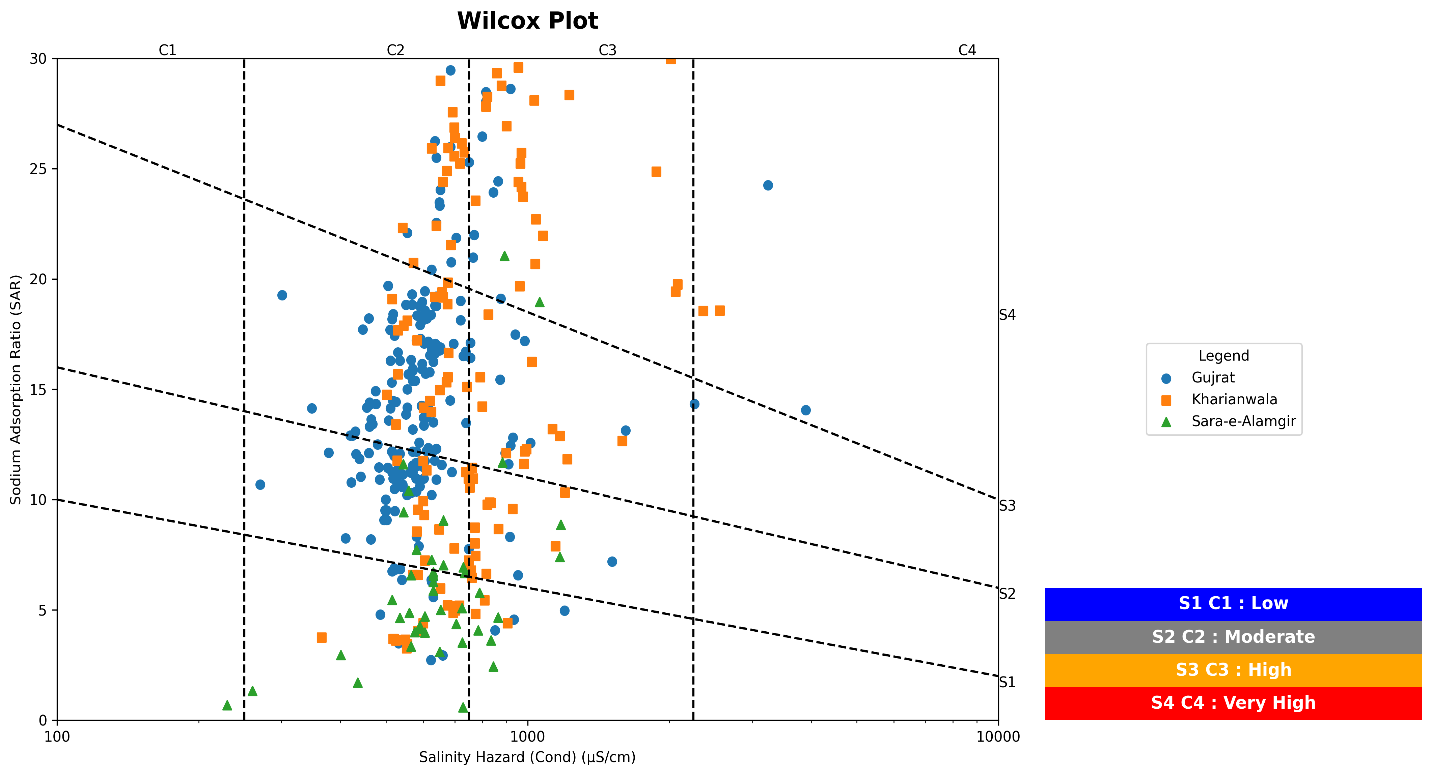 Wilcox Plot
C1 C2 C3 C4
30
25
20
15
10
5
0
Sodium Adsorption Ratio (SAR)
S4
S3
S2
S1
100 1000 10000
Salinity Hazard (Cond) (µS/cm)
Legend
Gujrat
Kharianwala
Sara-e-Alamgir
S1 C1 : Low
S2 C2 : Moderate
S3 C3 : High
S4 C4 : Very High